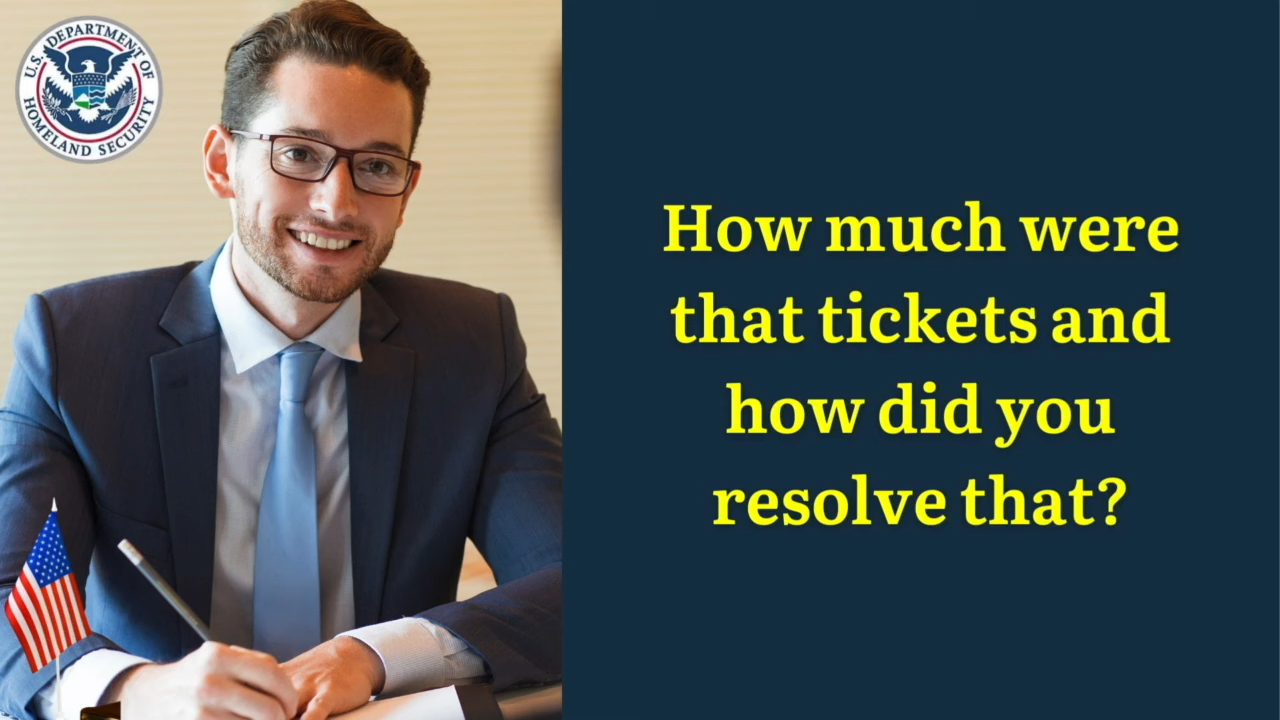 U.S. DEPARTMENT OF
HOMELAND SECURITY
How much were
that tickets and
how did you
resolve that?